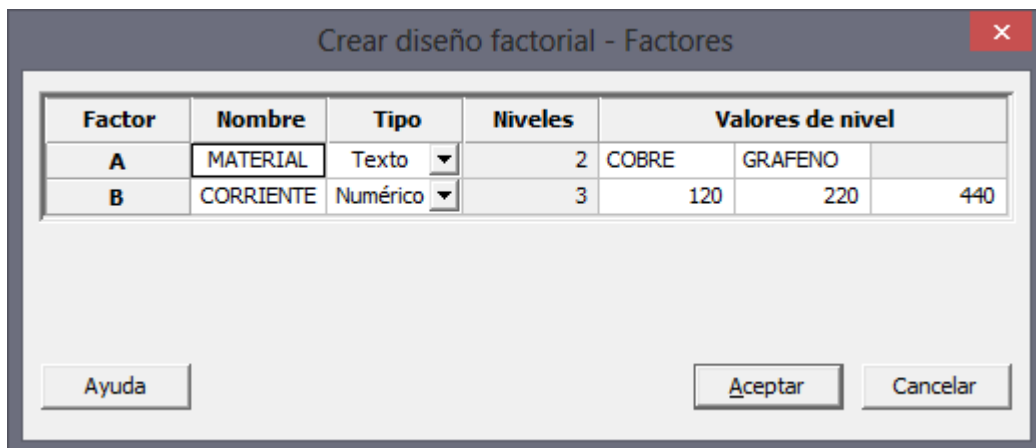 Crear diseño factorial - Factores
Factor Nombre Tipo Niveles Valores de nivel
A MATERIAL Texto 2 COBRE GRAFENO
B CORRIENTE Numérico 3 120 220 440
Ayuda Aceptar Cancelar